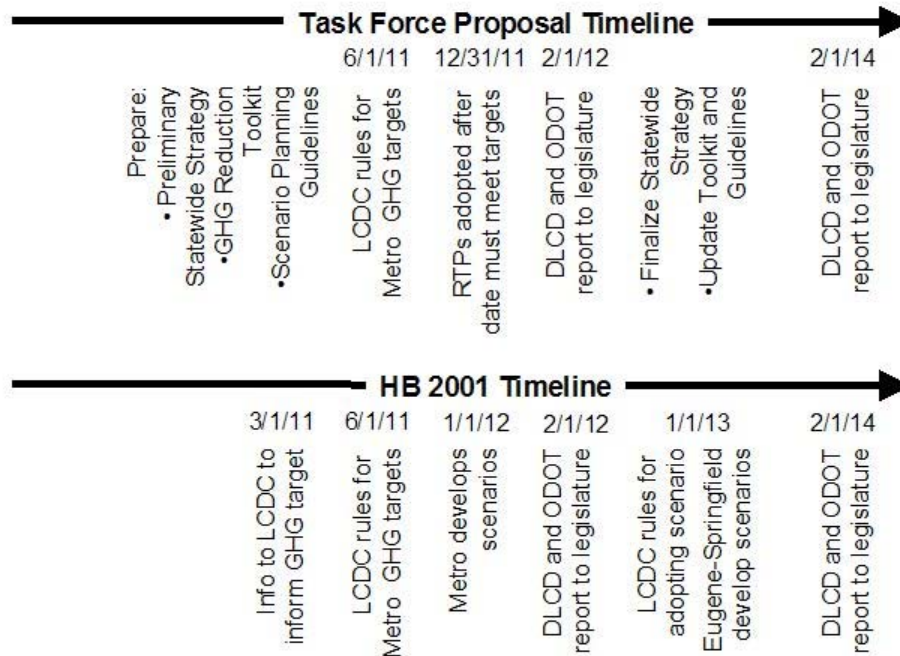 Task Force Proposal Timeline
6/1/11 12/31/11 2/1/12 2/1/14
Prepare:
• Preliminary
Statewide Strategy
•GHG Reduction
Toolkit
•Scenario Planning
Guidelines
LCDC rules for
Metro GHG targets
RTPs adopted after
date must meet targets
DLCD and ODOT
report to legislature
• Finalize Statewide
Strategy
•Update Toolkit and
Guidelines
DLCD and ODOT
report to legislature
HB 2001 Timeline
3/1/11 6/1/11 1/1/12 2/1/12 1/1/13 2/1/14
Info to LCDC to
inform GHG target
LCDC rules for
Metro GHG targets
Metro develops
scenarios
DLCD and ODOT
report to legislature
LCDC rules for
adopting scenario
Eugene-Springfield
develop scenarios
DLCD and ODOT
report to legislature